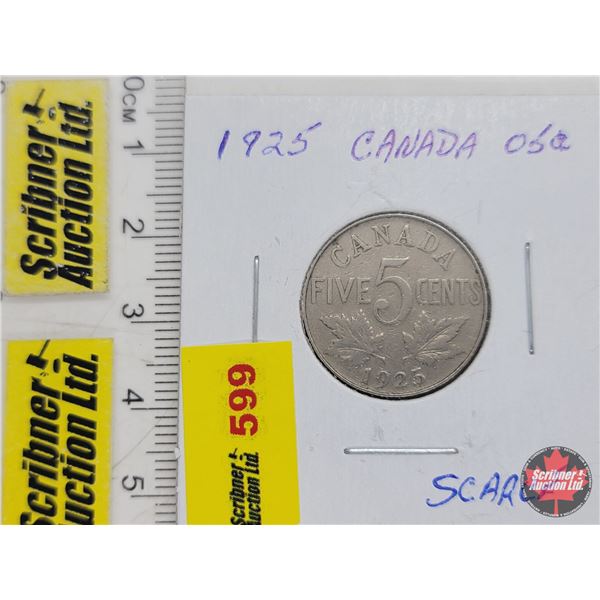 Scribner
Auction Ltd.
Scribner
Auction Ltd.
0CM
1
2
3
4
5
1925 CANADA 05¢
CANADA
FIVE 5 CENTS
1925
599
Scribner
Auction Ltd.
Scribner
Auction Ltd.